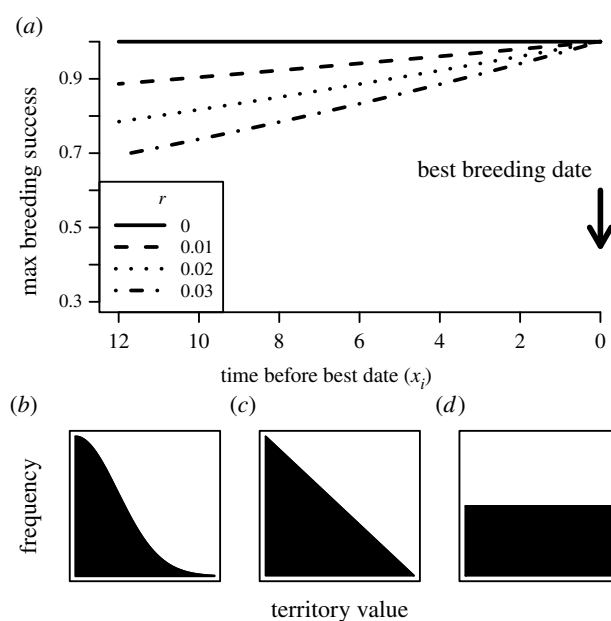 (a)
0.9
0.7
0.5
0.3
max breeding success
best breeding date
r
0
0.01
0.02
0.03
12 10 8 6 4 2 0
time before best date (xi)
(b) (c) (d)
frequency
territory value